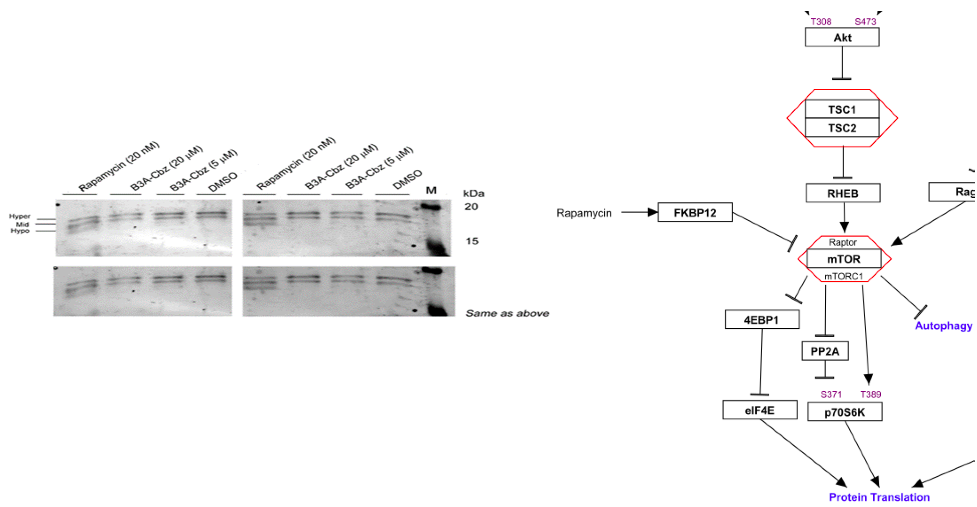 Rapamycin (20 nM)
B3A-Cbz (20 µM)
B3A-Cbz (5 µM)
DMSO
Rapamycin (20 nM)
B3A-Cbz (20 µM)
B3A-Cbz (5 µM)
DMSO
M
kDa
Hyper
Mid
Hypo
20
15
Same as above
T308 S473
Akt
TSC1
TSC2
RHEB
Rag
Rapamycin
FKBP12
Raptor
mTOR
mTORC1
4EBP1
Autophagy
PP2A
S371 T389
eIF4E
p70S6K
Protein Translation